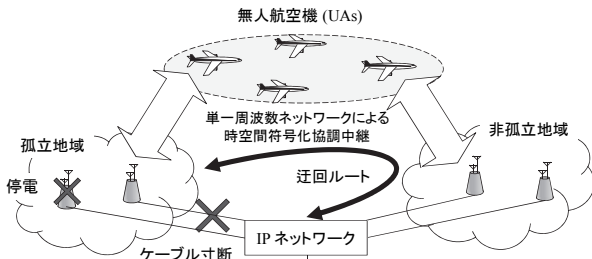 無人航空機 (UAs)
単一周波数ネットワークによる
時空間符号化協調中継
孤立地域
非孤立地域
停電
迂回ルート
IP ネットワーク
ケーブル寸断